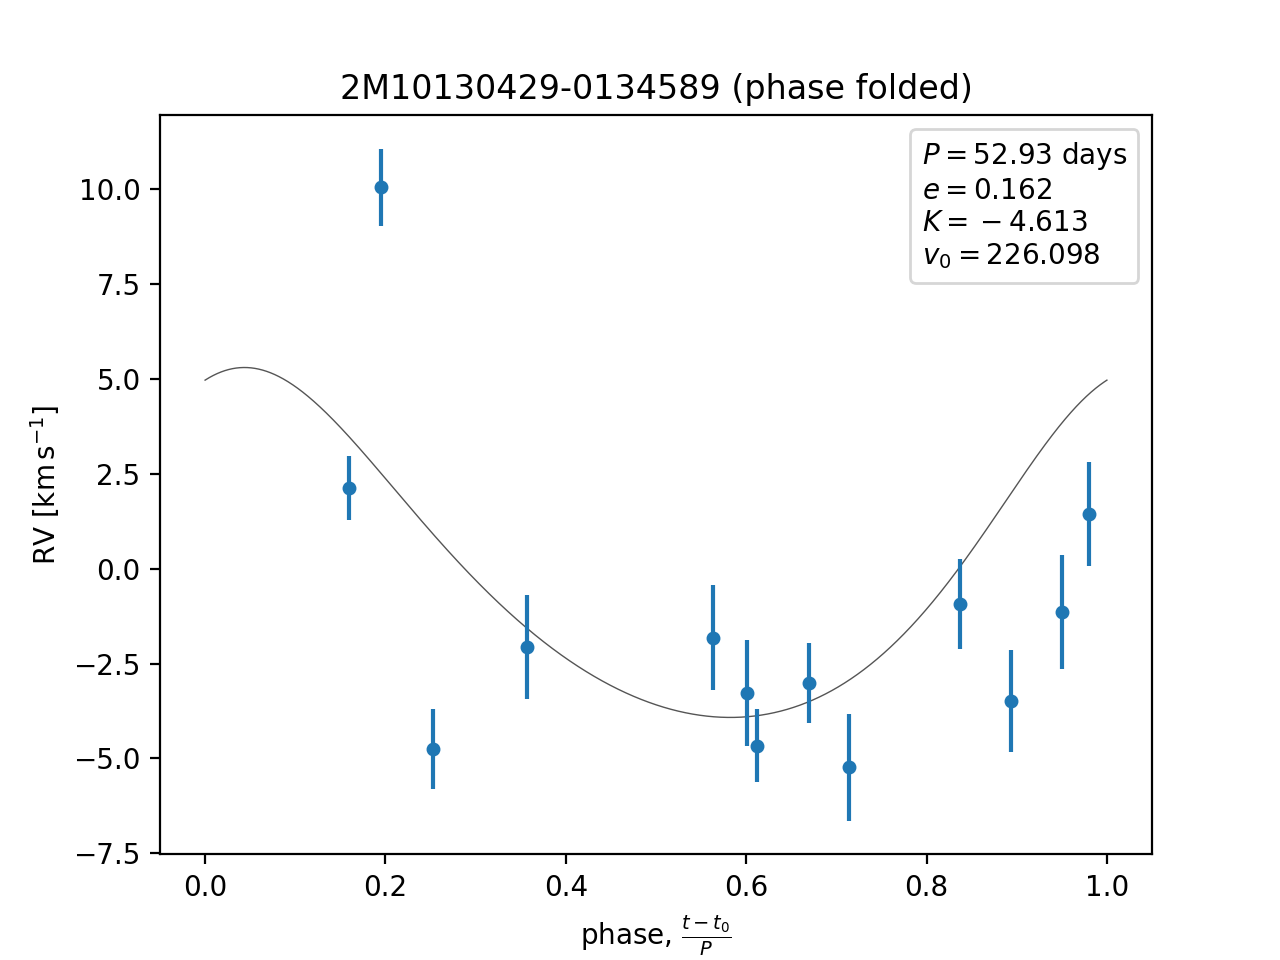 2M10130429-0134589 (phase folded)
P = 52.93 days
e = 0.162
K = −4.613
v₀ = 226.098
RV [km s⁻¹]
10.0
7.5
5.0
2.5
0.0
−2.5
−5.0
−7.5
0.0 0.2 0.4 0.6 0.8 1.0
phase, (t − t₀)/P